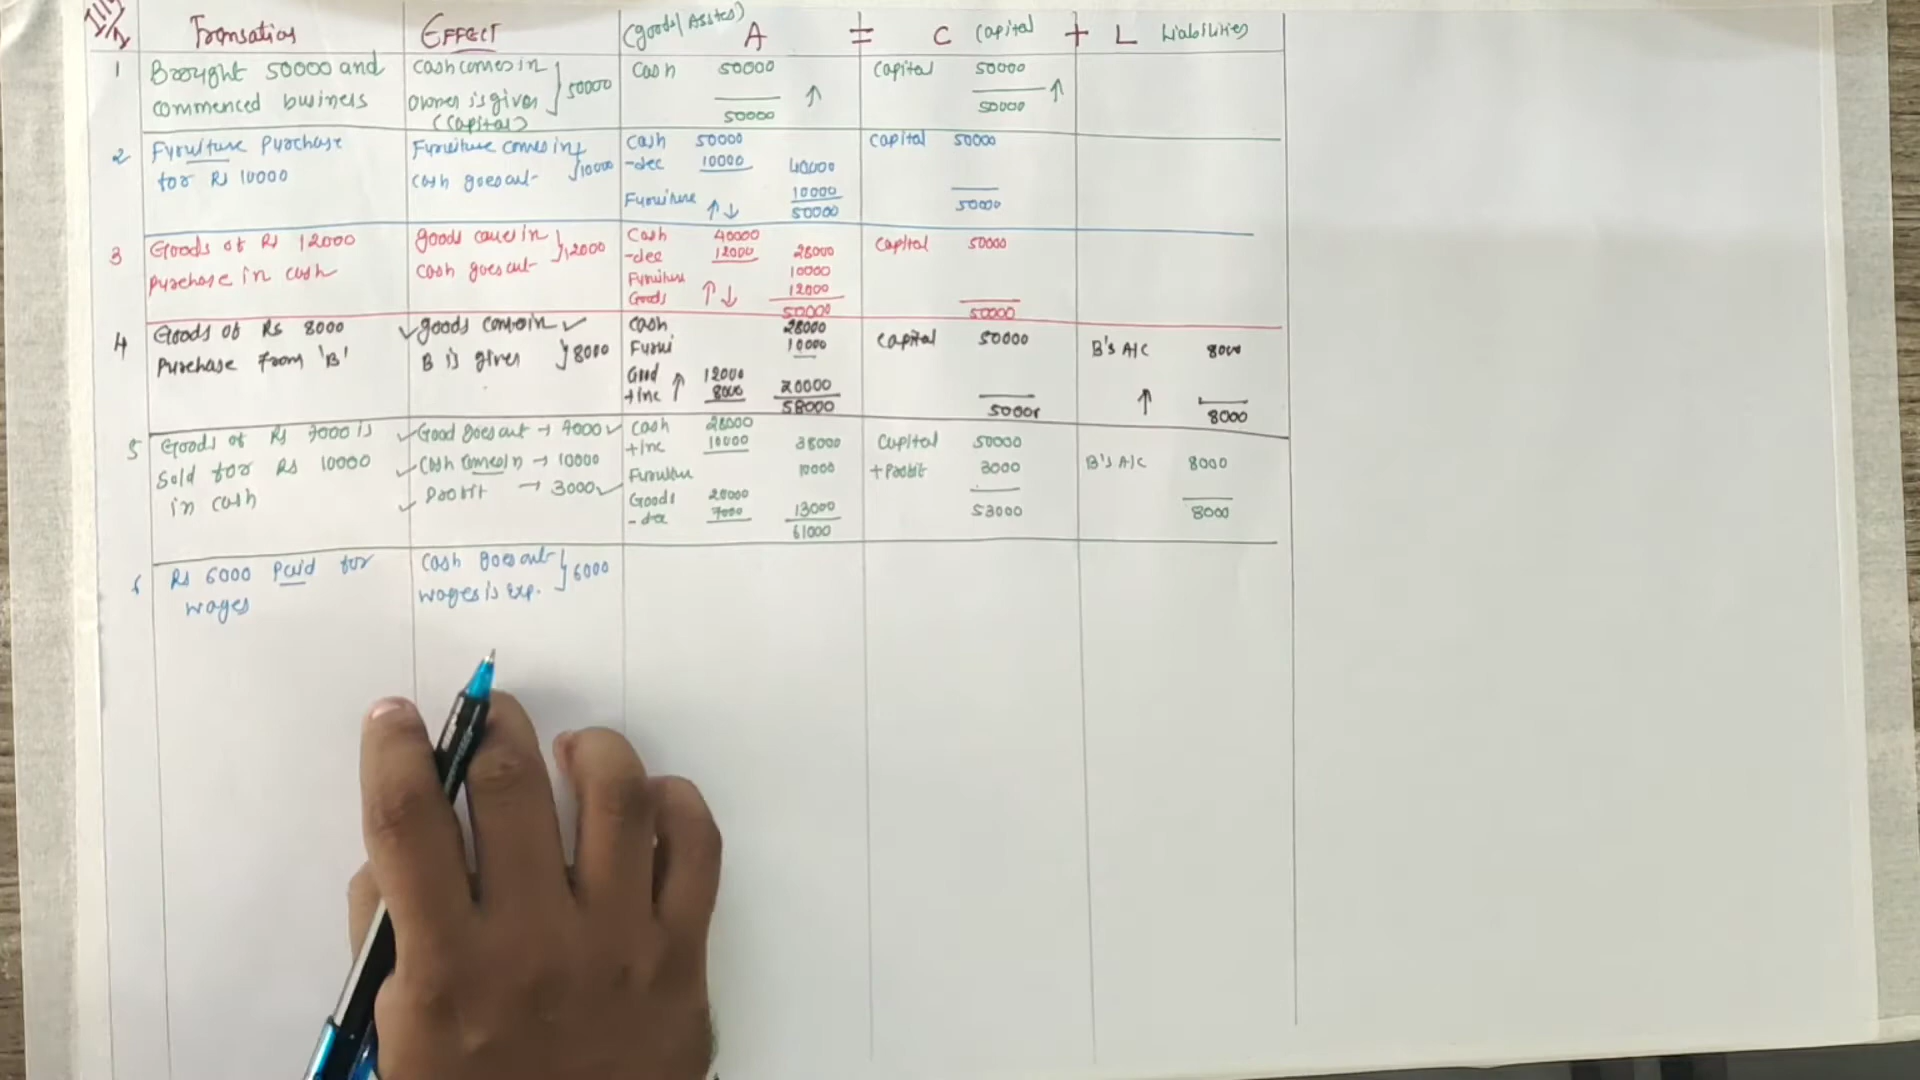 Transation EFFECT (goods/Asstes) A = C Capital + L Liabilities
1 Brought 50000 and commenced business
Cash comes in
owner is given
(Capital)
50000
Cash 50000
50000 ↑
Capital 50000
50000 ↑
2 Furuiture Purchase
for Rs 10000
Furuiture comes in
cash goes out
10000
Cash 50000
-dec 10000 40000
Furuiture ↑↓ 10000
50000
Capital 50000
50000
3 Goods of Rs 12000
purchase in cash
goods comes in
cash goes out
12000
Cash 40000
-dec 12000 28000
Furniture 10000
Goods ↑↓ 12000
50000
Capital 50000
50000
4 Goods of Rs 8000
Purchase from 'B'
goods come in
B is given
8000
Cash 28000
Furui 10000
Good ↑ 12000
+Inc 8000 20000
58000
Capital 50000
50000
B's A/C 8000
↑ 8000
5 Goods of Rs 7000 is
Sold for Rs 10000
in cash
Good goes out → 7000
Cash comes in → 10000
Profit → 3000
Cash 28000
+Inc 10000 38000
Furniture 10000
Goods 20000
-dec 7000 13000
61000
Capital 50000
+Profit 3000
53000
B's A/C 8000
8000
6 Rs 6000 Paid for
wages
Cash goes out
wages is Exp.
6000